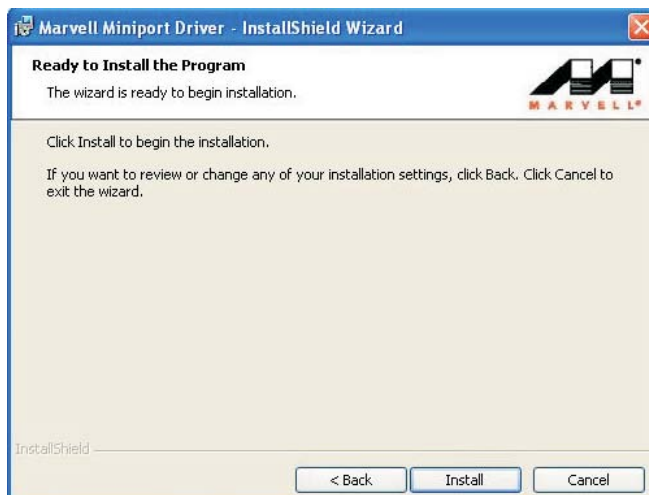 Marvell Miniport Driver - InstallShield Wizard
Ready to Install the Program
The wizard is ready to begin installation.
MARVELL®
Click Install to begin the installation.
If you want to review or change any of your installation settings, click Back. Click Cancel to
exit the wizard.
InstallShield
< Back
Install
Cancel